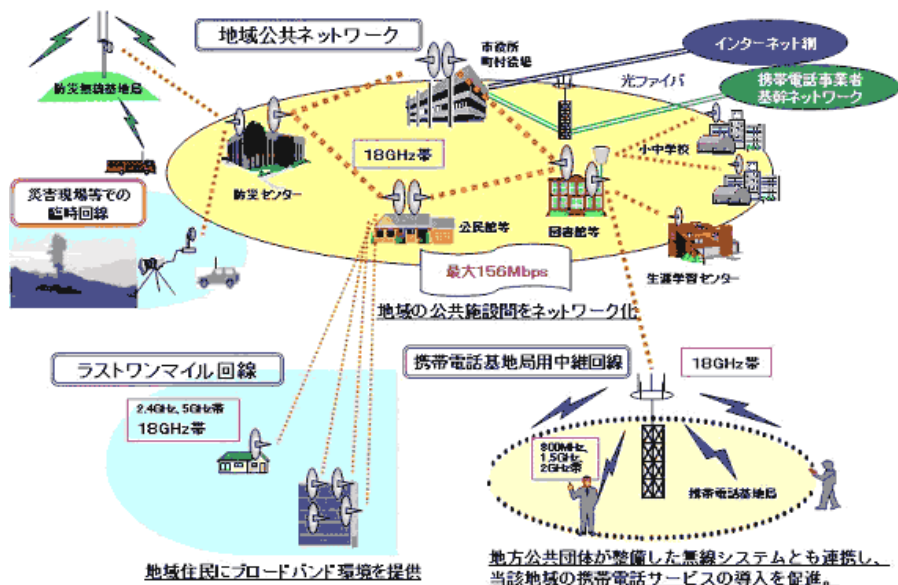 地域公共ネットワーク
市役所
町村役場
インターネット網
光ファイバ
携帯電話事業者
基幹ネットワーク
防災無線基地局
小中学校
18GHz帯
防災センター
災害現場等での
臨時回線
公民館等
図書館等
生涯学習センター
最大156Mbps
地域の公共施設間をネットワーク化
ラストワンマイル回線
携帯電話基地局用中継回線
18GHz帯
2.4GHz、5GHz帯
18GHz帯
800MHz、
1.5GHz、
2GHz帯
携帯電話基地局
地域住民にブロードバンド環境を提供
地方公共団体が整備した無線システムとも連携し、
当該地域の携帯電話サービスの導入を促進。